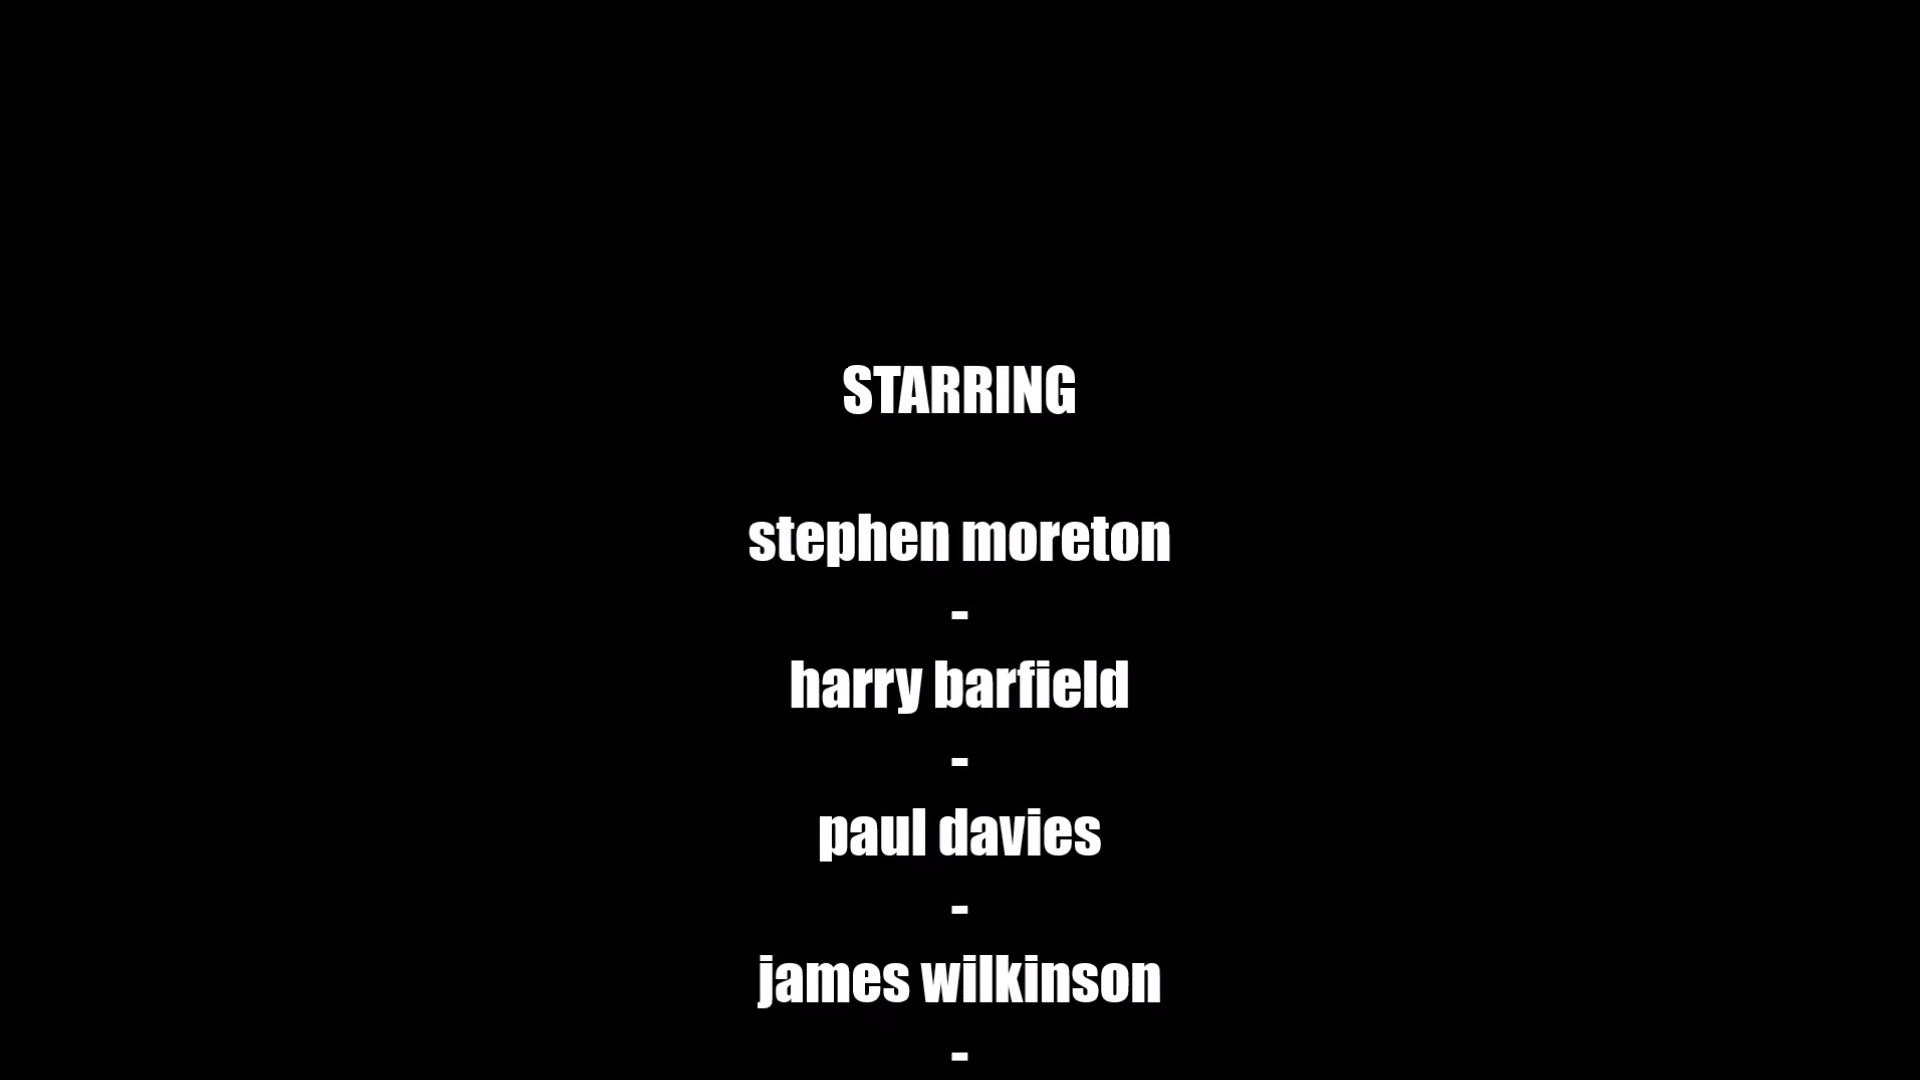 STARRING
stephen moreton
-
harry barfield
-
paul davies
-
james wilkinson
-